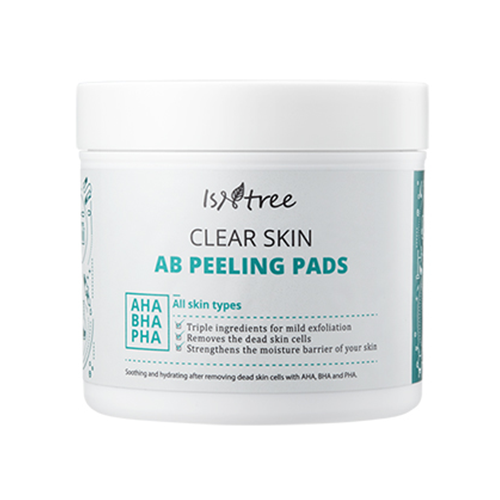 Isntree
CLEAR SKIN
AB PEELING PADS
AHA
BHA
PHA
All skin types
Triple ingredients for mild exfoliation
Removes the dead skin cells
Strengthens the moisture barrier of your skin
Soothing and hydrating after removing dead skin cells with AHA, BHA and PHA.